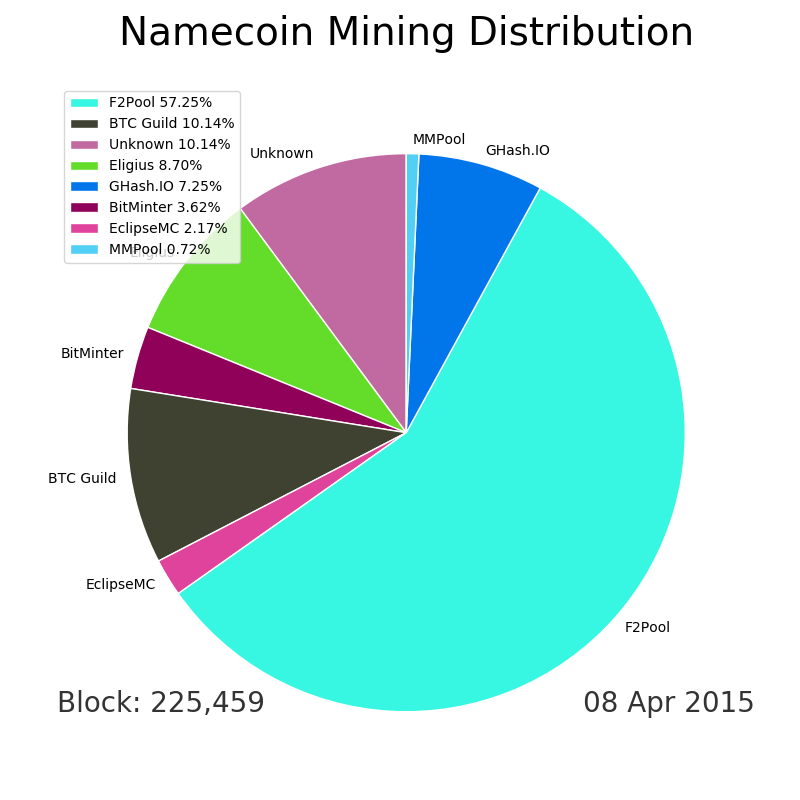 Namecoin Mining Distribution
F2Pool 57.25%
BTC Guild 10.14%
Unknown 10.14%
Eligius 8.70%
GHash.IO 7.25%
BitMinter 3.62%
EclipseMC 2.17%
MMPool 0.72%
MMPool
GHash.IO
Unknown
Eligius
BitMinter
BTC Guild
EclipseMC
F2Pool
Block: 225,459
08 Apr 2015